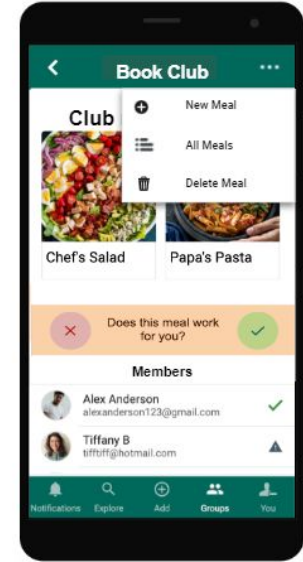 Book Club
Club
New Meal
All Meals
Delete Meal
Chef's Salad
Papa's Pasta
Does this meal work
for you?
Members
Alex Anderson
alexanderson123@gmail.com
Tiffany B
tifftiff@hotmail.com
Notifications
Explore
Add
Groups
You